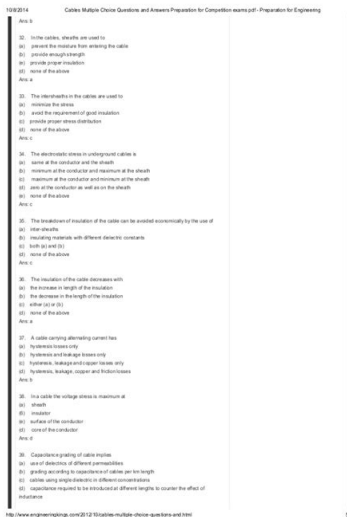 10/8/2014 Cables Multiple Choice Questions and Answers Preparation for Competition exams pdf - Preparation for Engineering
Ans: b
32. In the cables, sheaths are used to
(a) prevent the moisture from entering the cable
(b) provide enough strength
(c) provide proper insulation
(d) none of the above
Ans: a
33. The intersheaths in the cables are used to
(a) minimize the stress
(b) avoid the requirement of good insulation
(c) provide proper stress distribution
(d) none of the above
Ans: c
34. The electrostatic stress in underground cables is
(a) same at the conductor and the sheath
(b) minimum at the conductor and maximum at the sheath
(c) maximum at the conductor and minimum at the sheath
(d) zero at the conductor as well as on the sheath
(e) none of the above
Ans: c
35. The breakdown of insulation of the cable can be avoided economically by the use of
(a) inter-sheaths
(b) insulating materials with different dielectric constants
(c) both (a) and (b)
(d) none of the above
Ans: c
36. The insulation of the cable decreases with
(a) the increase in length of the insulation
(b) the decrease in the length of the insulation
(c) either (a) or (b)
(d) none of the above
Ans: a
37. A cable carrying alternating current has
(a) hysteresis losses only
(b) hysteresis and leakage losses only
(c) hysteresis, leakage and copper losses only
(d) hysteresis, leakage, copper and friction losses
Ans: b
38. In a cable the voltage stress is maximum at
(a) sheath
(b) insulator
(c) surface of the conductor
(d) core of the conductor
Ans: d
39. Capacitance grading of cable implies
(a) use of dielectrics of different permeabilities
(b) grading according to capacitance of cables per km length
(c) cables using single dielectric in different concentrations
(d) capacitance required to be introduced at different lengths to counter the effect of
inductance
http://www.engineeringkings.com/2012/10/cables-multiple-choice-questions-and.html